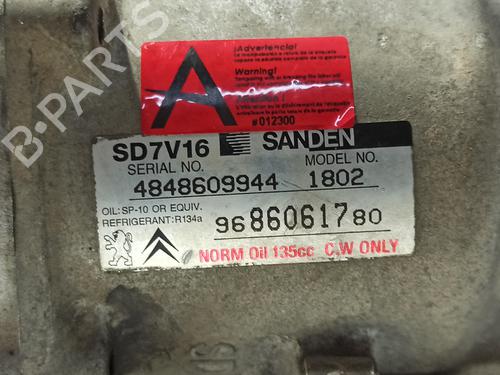 ¡Advertencia!
A
Warning!
#012300
SD7V16 SANDEN
SERIAL NO. MODEL NO.
4848609944 1802
OIL:SP-10 OR EQUIV.
REFRIGERANT:R134a
9686061780
NORM Oil 135cc C.W ONLY
B-PARTS